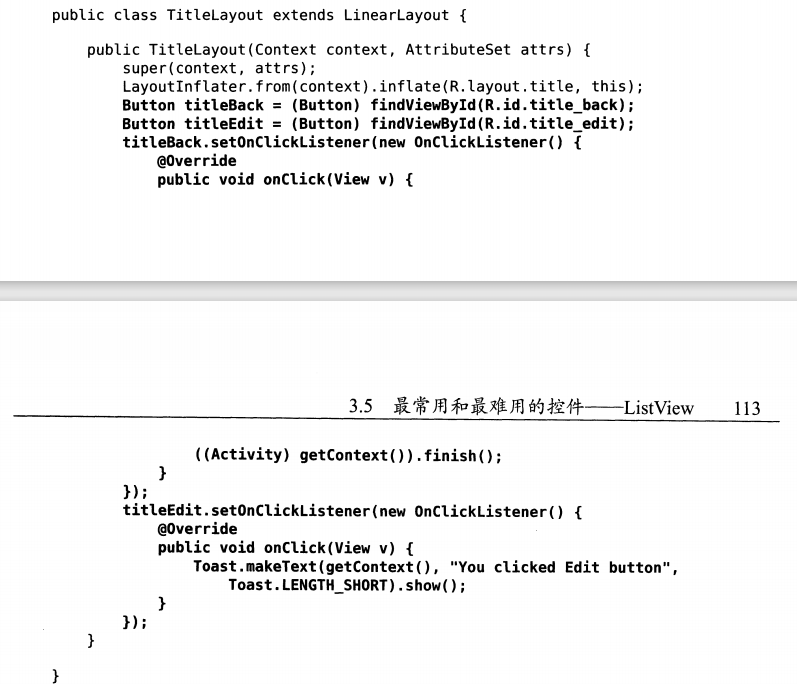 public class TitleLayout extends LinearLayout {
    public TitleLayout(Context context, AttributeSet attrs) {
        super(context, attrs);
        LayoutInflater.from(context).inflate(R.layout.title, this);
        Button titleBack = (Button) findViewById(R.id.title_back);
        Button titleEdit = (Button) findViewById(R.id.title_edit);
        titleBack.setOnClickListener(new OnClickListener() {
            @Override
            public void onClick(View v) {
3.5 最常用和最难用的控件——ListView 113
                ((Activity) getContext()).finish();
            }
        });
        titleEdit.setOnClickListener(new OnClickListener() {
            @Override
            public void onClick(View v) {
                Toast.makeText(getContext(), "You clicked Edit button",
                    Toast.LENGTH_SHORT).show();
            }
        });
    }
}